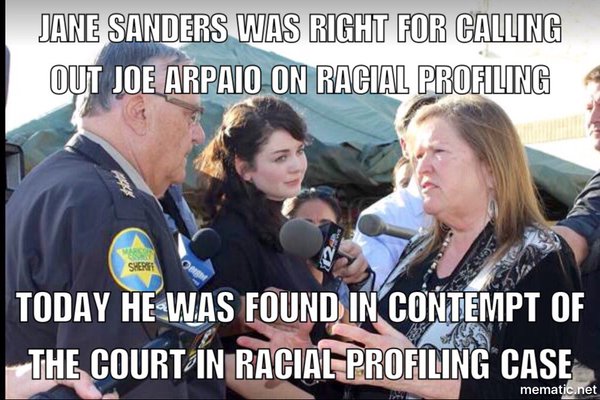 JANE SANDERS WAS RIGHT FOR CALLING
OUT JOE ARPAIO ON RACIAL PROFILING
SHERIFF
12
TODAY HE WAS FOUND IN CONTEMPT OF
THE COURT IN RACIAL PROFILING CASE
mematic.net